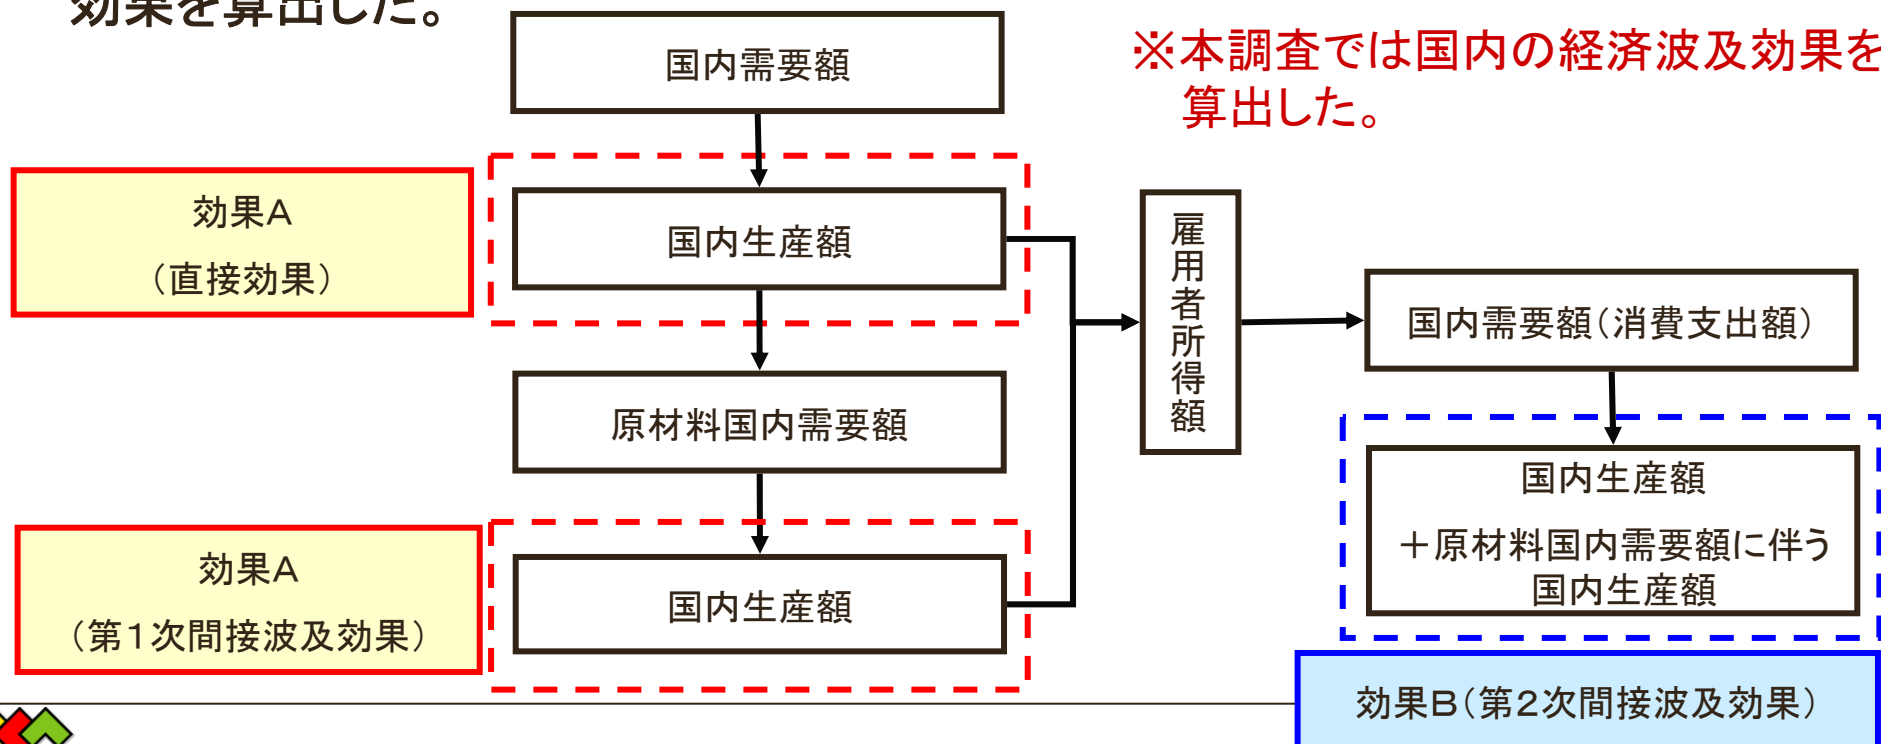 効果を算出した。
国内需要額
※本調査では国内の経済波及効果を
算出した。
効果A
（直接効果）
国内生産額
雇用者所得額
国内需要額（消費支出額）
原材料国内需要額
国内生産額
＋原材料国内需要額に伴う
国内生産額
効果A
（第１次間接波及効果）
国内生産額
効果B（第２次間接波及効果）